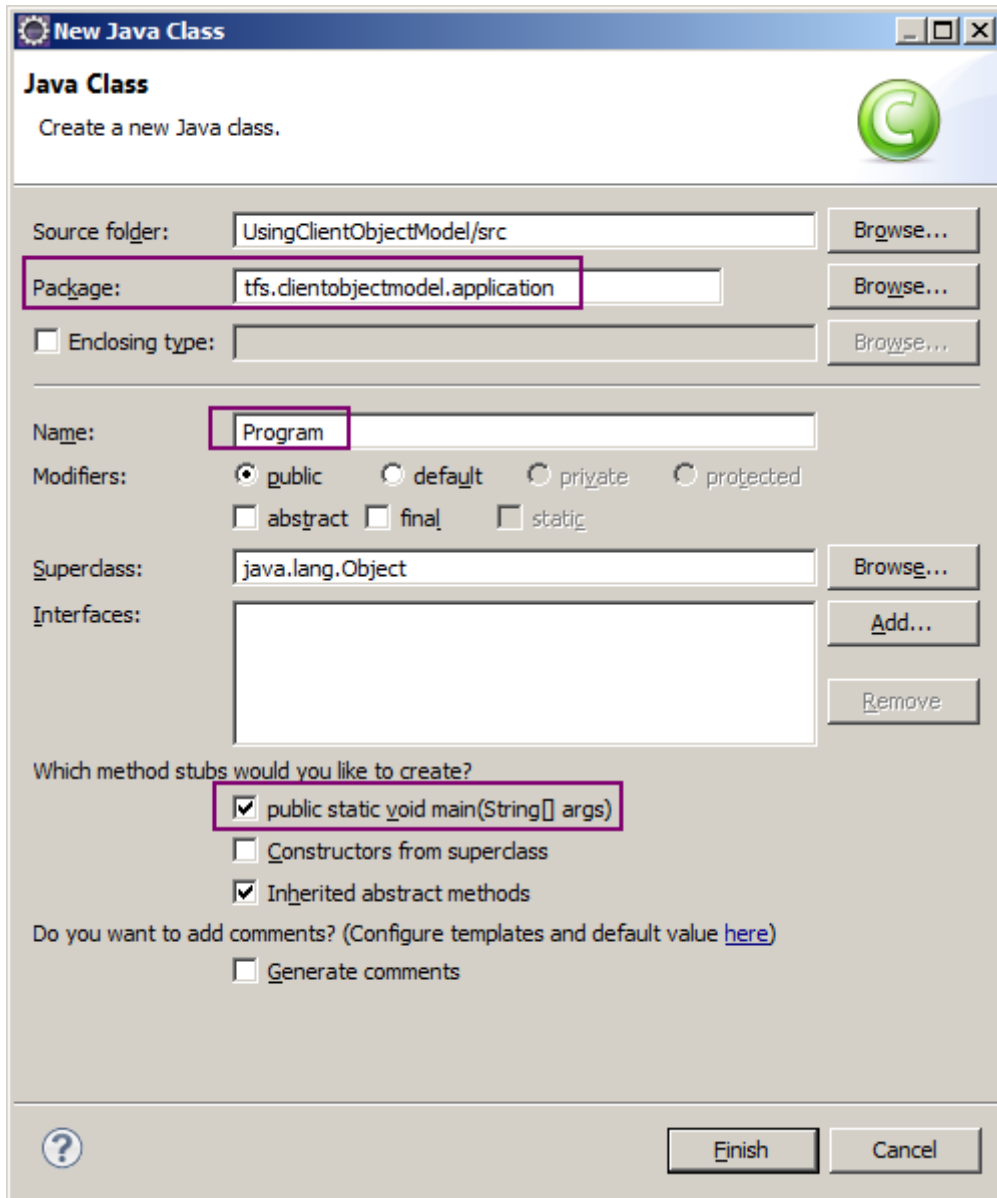 New Java Class
Java Class
Create a new Java class.
C
Source folder: UsingClientObjectModel/src Browse...
Package: tfs.clientobjectmodel.application Browse...
Enclosing type: Browse...
Name: Program
Modifiers: public default private protected
abstract final static
Superclass: java.lang.Object Browse...
Interfaces: Add...
Remove
Which method stubs would you like to create?
public static void main(String[] args)
Constructors from superclass
Inherited abstract methods
Do you want to add comments? (Configure templates and default value here)
Generate comments
? Finish Cancel